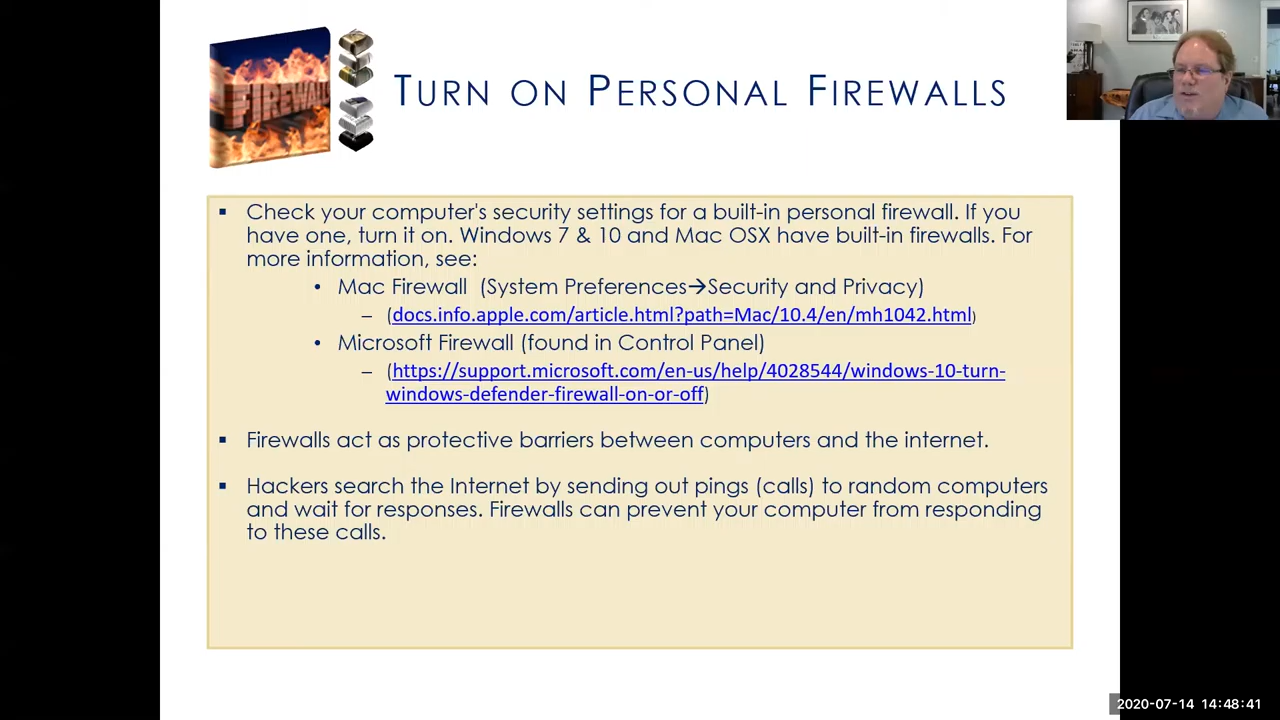 FIREWALL
TURN ON PERSONAL FIREWALLS
▪ Check your computer's security settings for a built-in personal firewall. If you
have one, turn it on. Windows 7 & 10 and Mac OSX have built-in firewalls. For
more information, see:
• Mac Firewall (System Preferences→Security and Privacy)
– (docs.info.apple.com/article.html?path=Mac/10.4/en/mh1042.html)
• Microsoft Firewall (found in Control Panel)
– (https://support.microsoft.com/en-us/help/4028544/windows-10-turn-
windows-defender-firewall-on-or-off)
▪ Firewalls act as protective barriers between computers and the internet.
▪ Hackers search the Internet by sending out pings (calls) to random computers
and wait for responses. Firewalls can prevent your computer from responding
to these calls.
2020-07-14 14:48:41